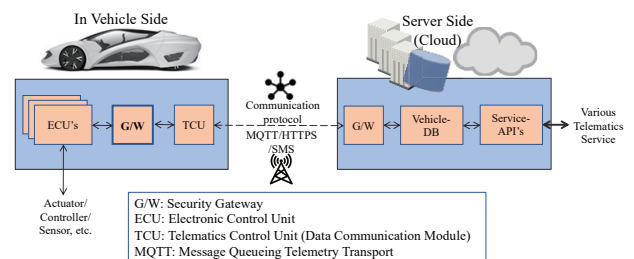 In Vehicle Side
Server Side
(Cloud)
Communication
protocol
MQTT/HTTPS
/SMS
ECU's
G/W
TCU
G/W
Vehicle-
DB
Service-
API's
Various
Telematics
Service
Actuator/
Controller/
Sensor, etc.
G/W: Security Gateway
ECU: Electronic Control Unit
TCU: Telematics Control Unit (Data Communication Module)
MQTT: Message Queueing Telemetry Transport